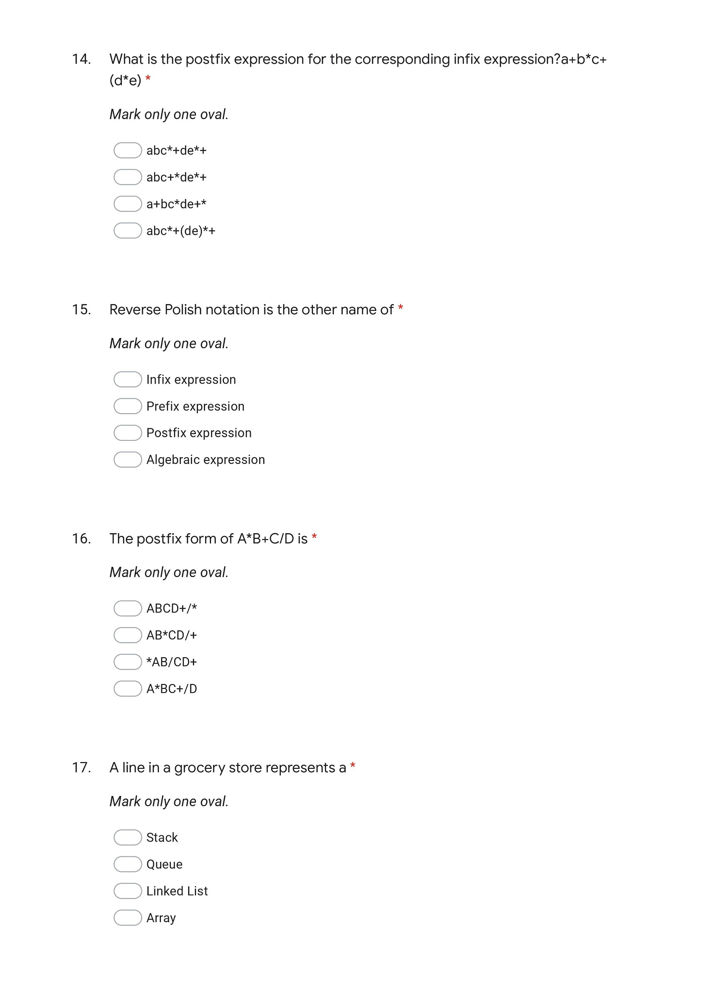 14. What is the postfix expression for the corresponding infix expression?a+b*c+
(d*e) *
Mark only one oval.
abc*+de*+
abc+*de*+
a+bc*de+*
abc*+(de)*+
15. Reverse Polish notation is the other name of *
Mark only one oval.
Infix expression
Prefix expression
Postfix expression
Algebraic expression
16. The postfix form of A*B+C/D is *
Mark only one oval.
ABCD+/*
AB*CD/+
*AB/CD+
A*BC+/D
17. A line in a grocery store represents a *
Mark only one oval.
Stack
Queue
Linked List
Array